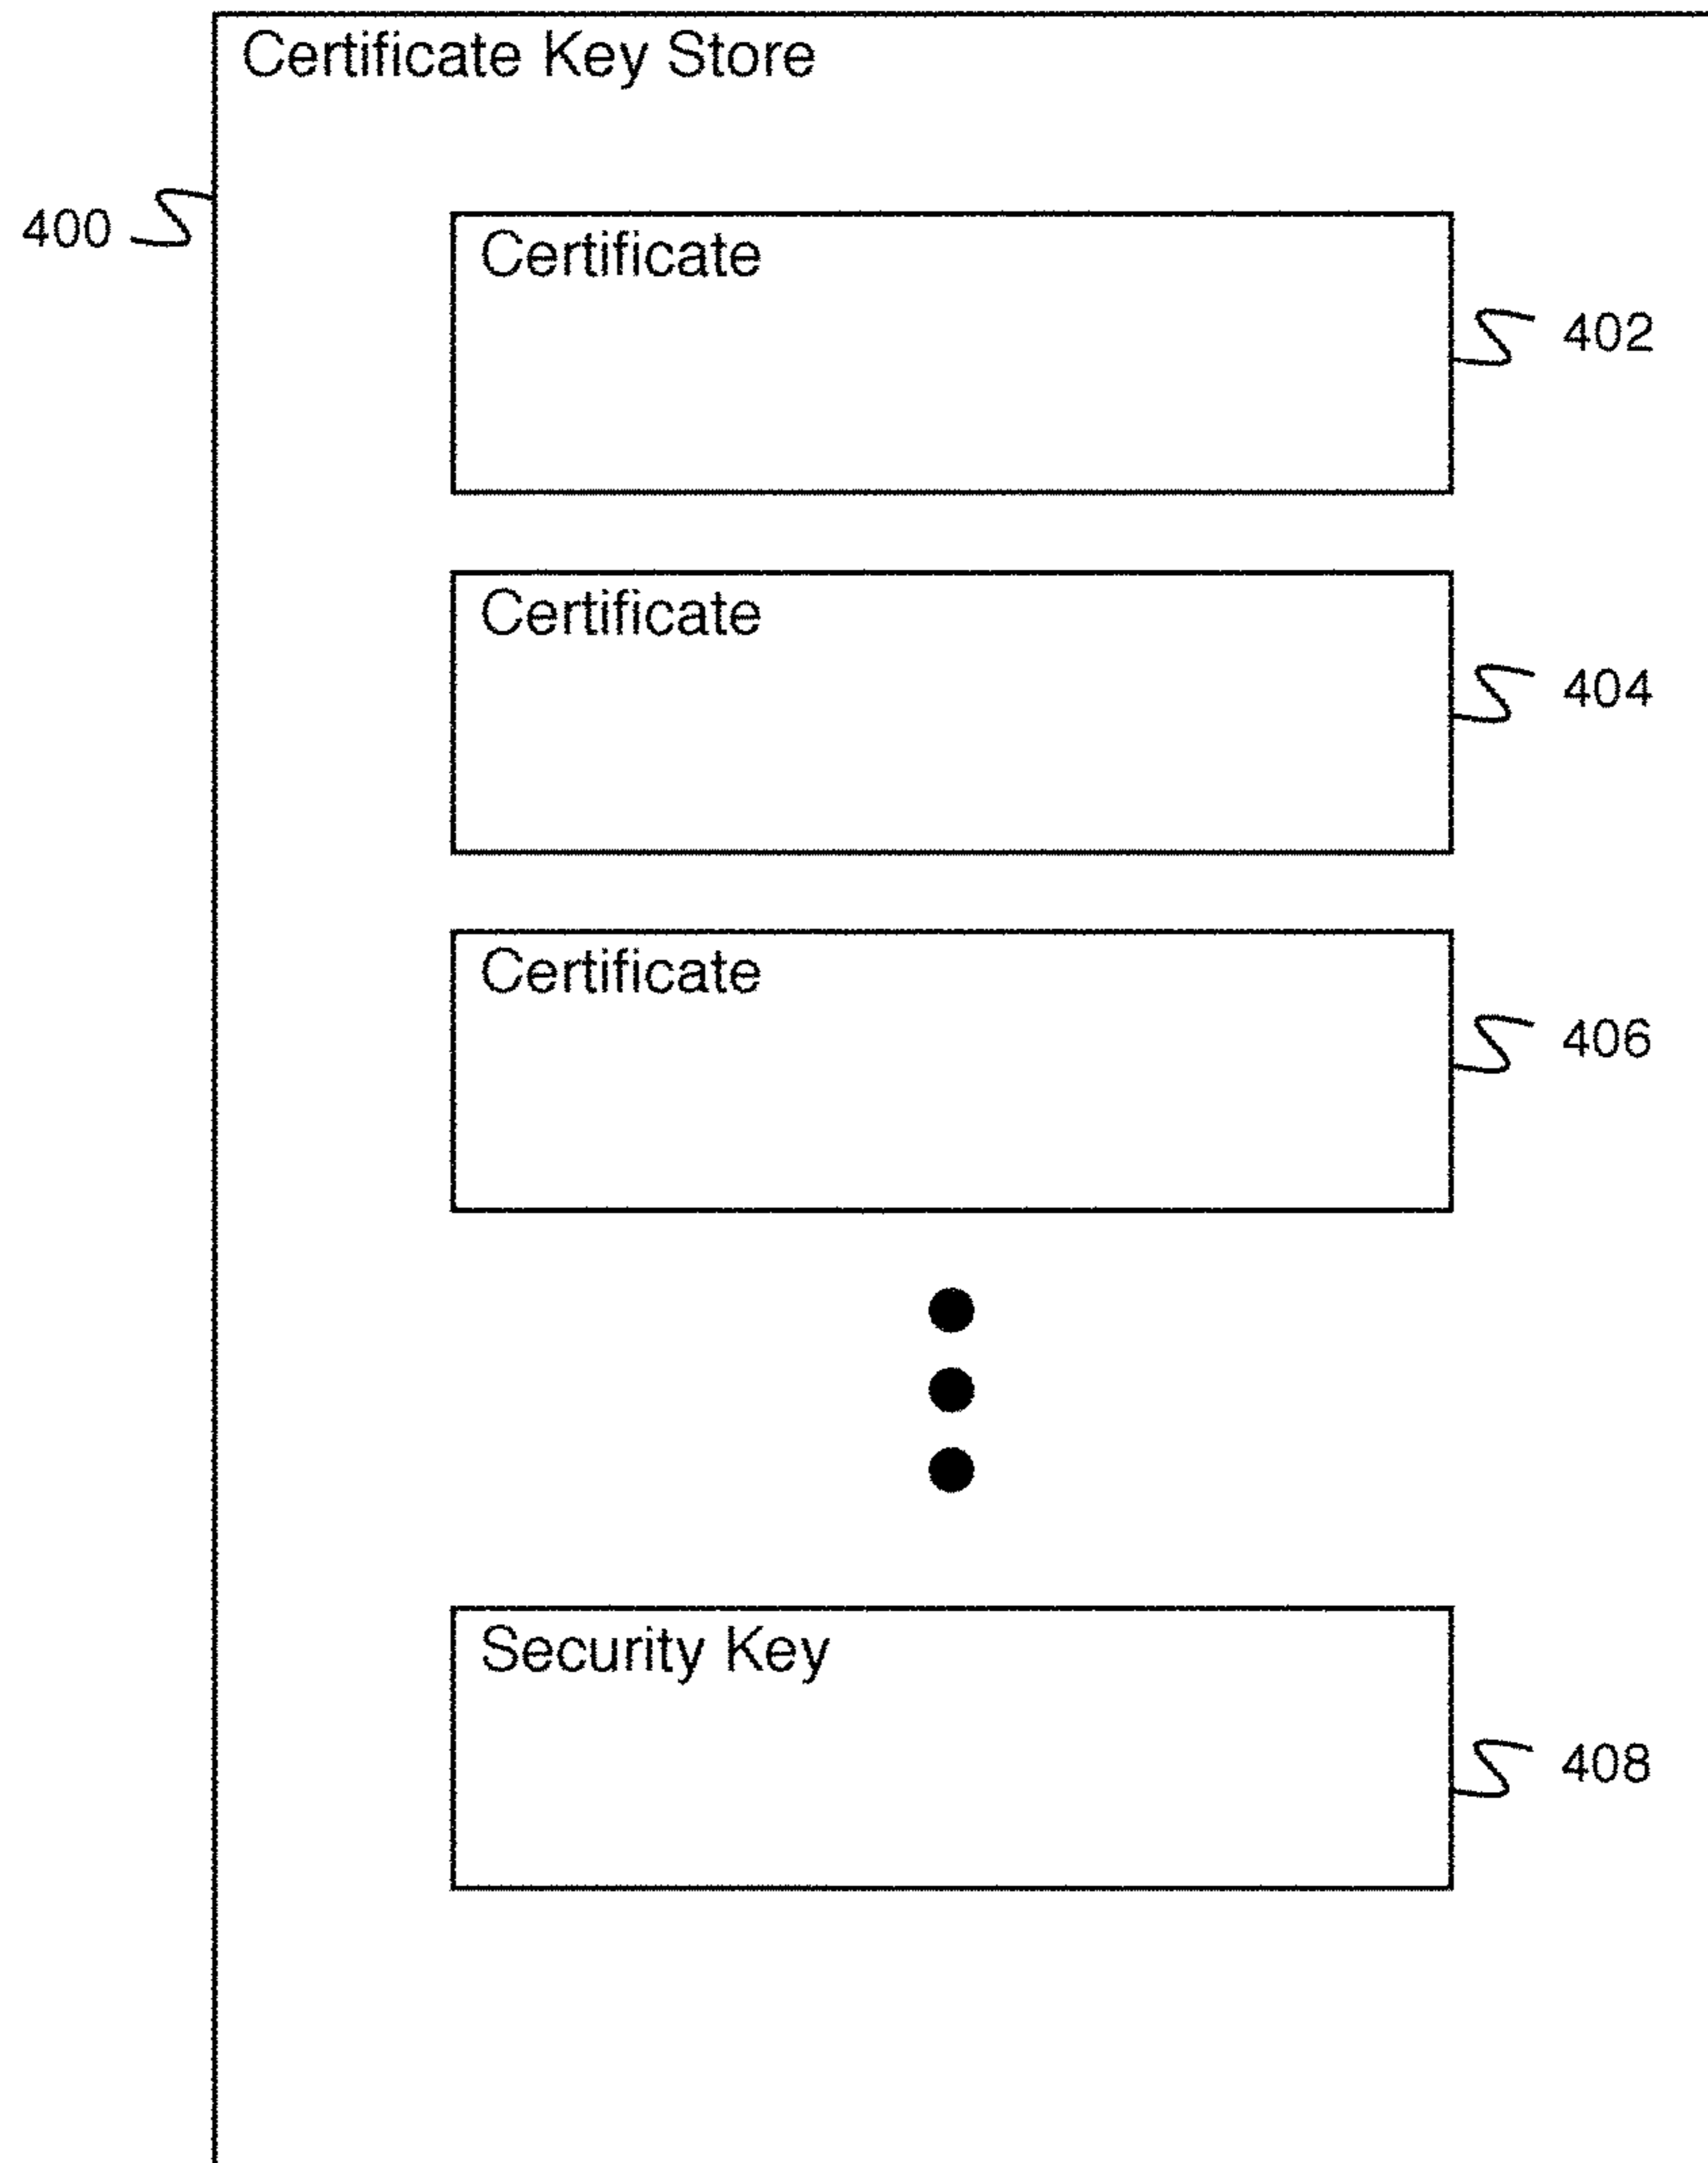 Certificate Key Store
400
Certificate
402
Certificate
404
Certificate
406
Security Key
408